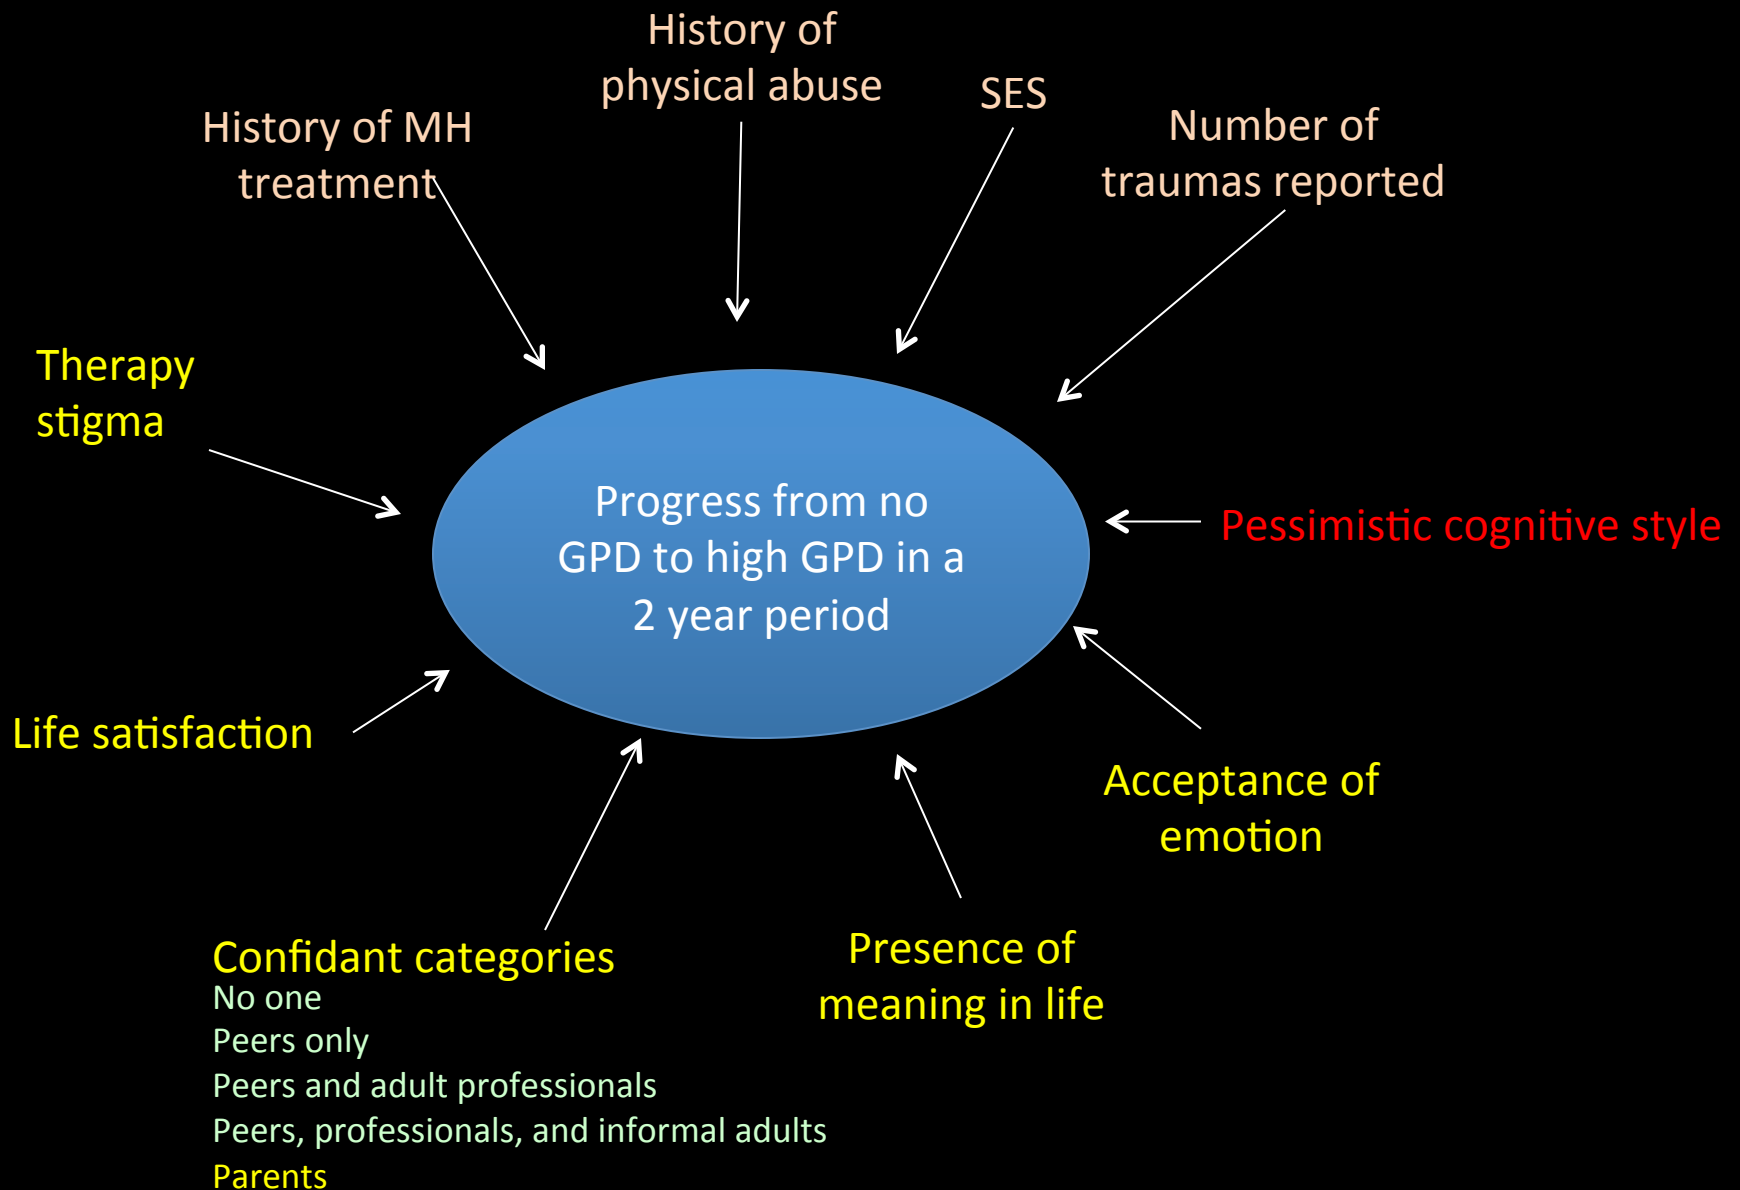 History of
physical abuse
SES
History of MH
treatment
Number of
traumas reported
Therapy
stigma
Progress from no
GPD to high GPD in a
2 year period
Pessimistic cognitive style
Life satisfaction
Acceptance of
emotion
Confidant categories
No one
Peers only
Peers and adult professionals
Peers, professionals, and informal adults
Parents
Presence of
meaning in life